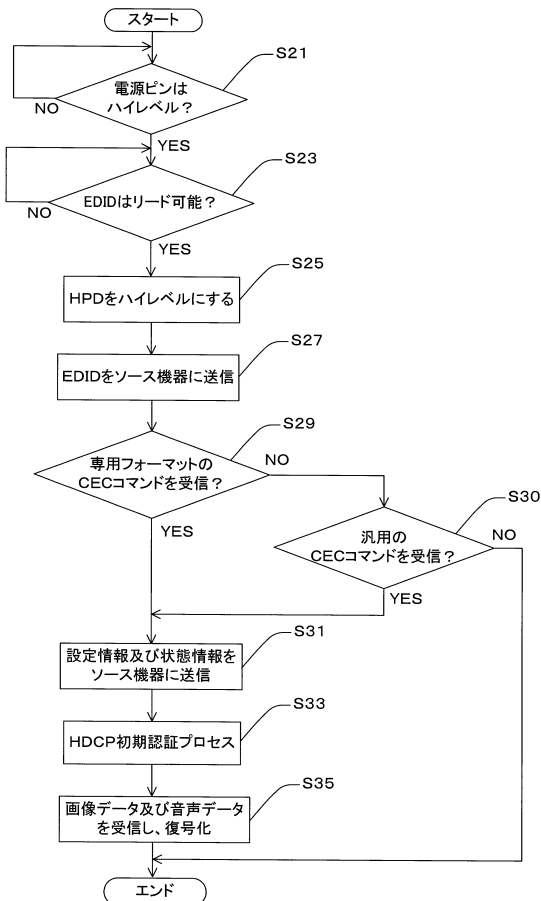 スタート
S21
電源ピンは
ハイレベル？
NO
YES
S23
EDIDはリード可能？
NO
YES
S25
HPDをハイレベルにする
S27
EDIDをソース機器に送信
S29
専用フォーマットの
CECコマンドを受信？
NO
YES
S30
汎用の
CECコマンドを受信？
NO
YES
S31
設定情報及び状態情報を
ソース機器に送信
S33
HDCP初期認証プロセス
S35
画像データ及び音声データ
を受信し、復号化
エンド